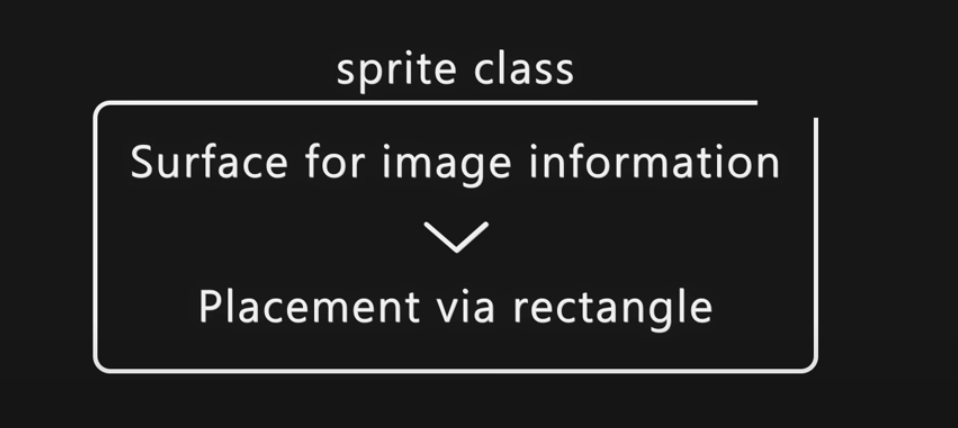 sprite class
Surface for image information
Placement via rectangle